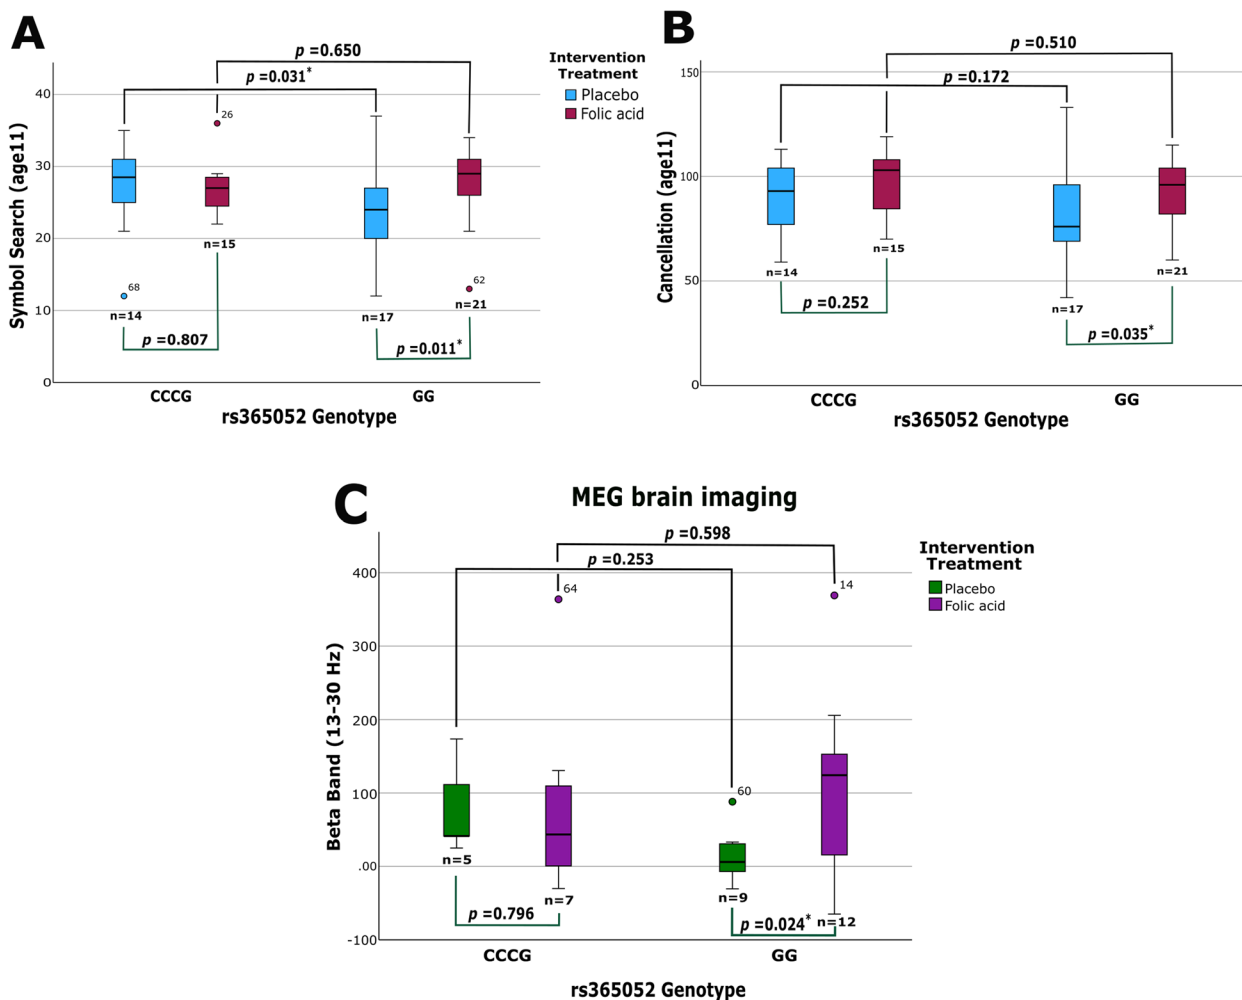 A
p =0.650
p =0.031*
Intervention
Treatment
Placebo
Folic acid
Symbol Search (age11)
40
30
20
10
0
26
68
62
n=14
n=15
n=17
n=21
p =0.807
p =0.011*
CCCG
GG
rs365052 Genotype
B
p =0.510
p =0.172
Cancellation (age11)
150
100
50
0
n=14
n=15
n=17
n=21
p =0.252
p =0.035*
CCCG
GG
rs365052 Genotype
C
MEG brain imaging
p =0.598
p =0.253
Intervention
Treatment
Placebo
Folic acid
Beta Band (13-30 Hz)
400
300
200
100
.00
-100
64
14
60
n=5
n=7
n=9
n=12
p =0.796
p =0.024*
CCCG
GG
rs365052 Genotype